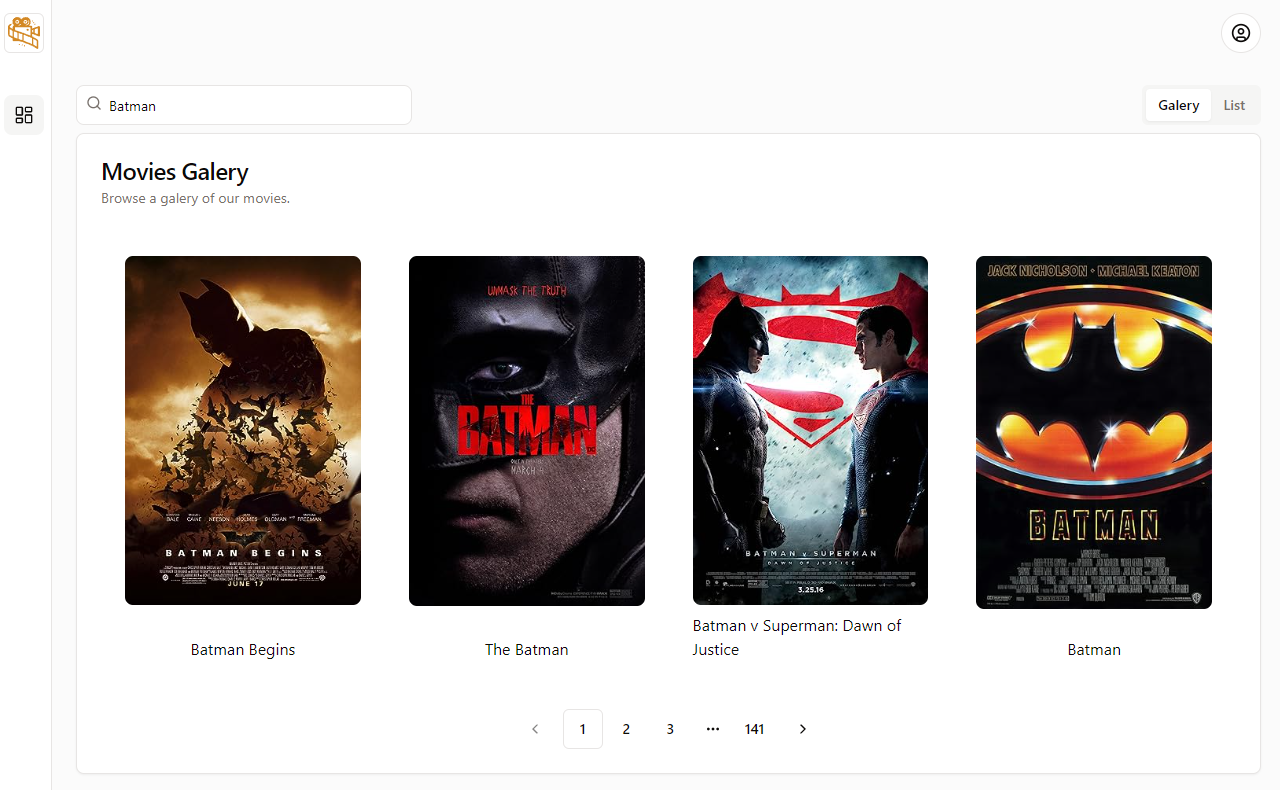 Batman
Galery
List
Movies Galery
Browse a galery of our movies.
UNMASK THE TRUTH
THE
BATMAN
MARCH 4
JACK NICHOLSON • MICHAEL KEATON
BALE CAINE NEESON HOLMES OLDMAN FREEMAN
BATMAN BEGINS
JUNE 17
BATMAN V SUPERMAN
DAWN OF JUSTICE
3.25.16
BATMAN
Batman Begins
The Batman
Batman v Superman: Dawn of
Justice
Batman
1 2 3 ••• 141